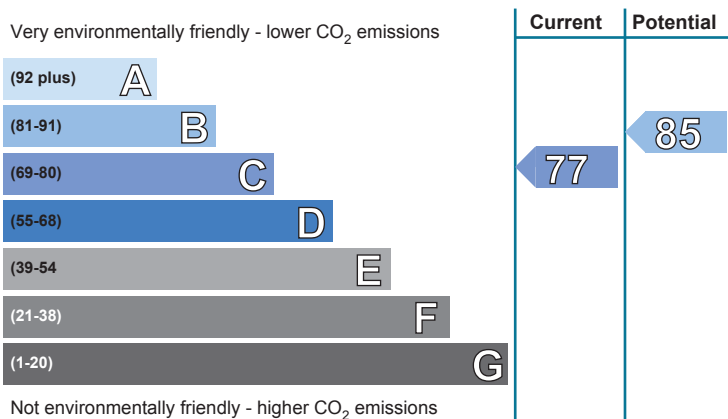 Very environmentally friendly - lower CO2 emissions
Current
Potential
(92 plus) A
(81-91) B
85
(69-80) C
77
(55-68) D
(39-54 E
(21-38) F
(1-20) G
Not environmentally friendly - higher CO2 emissions